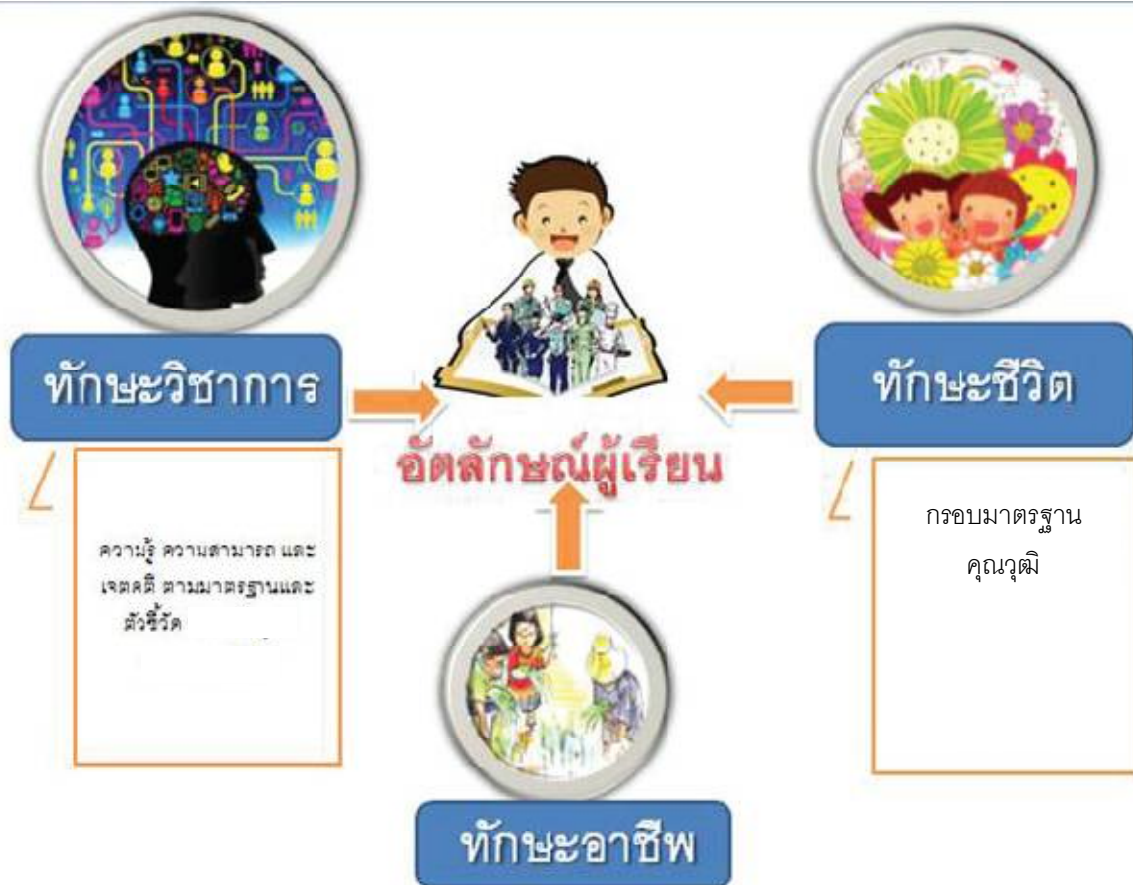 ทักษะวิชาการ
ทักษะชีวิต
อัตลักษณ์ผู้เรียน
ความรู้ ความสามารถ และ
เจตคติ ตามมาตรฐานและ
ตัวชี้วัด
กรอบมาตรฐาน
คุณวุฒิ
ทักษะอาชีพ